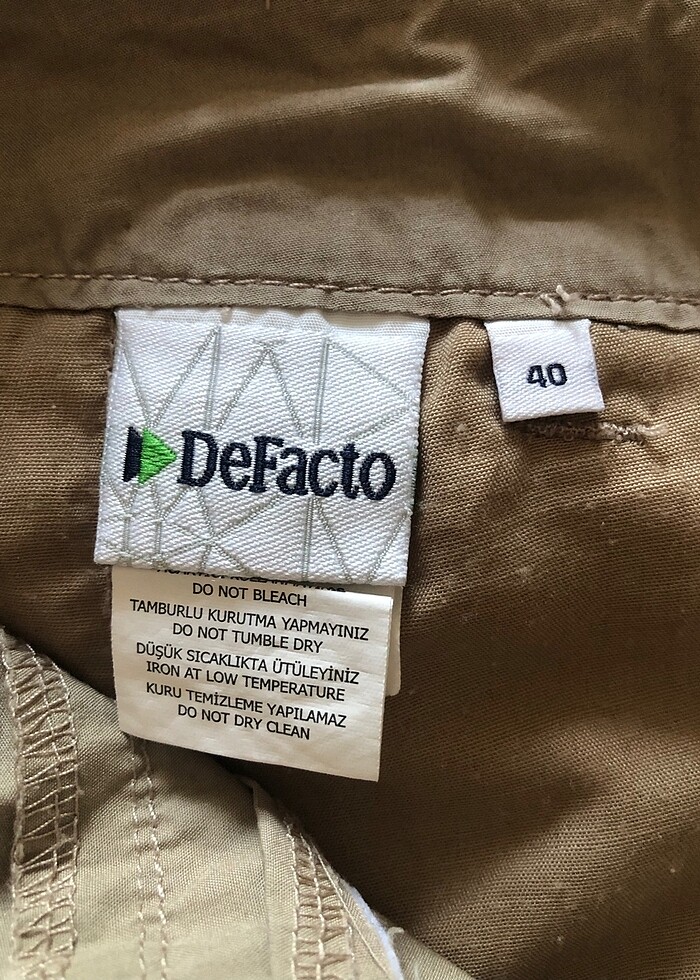 DeFacto
40
DO NOT BLEACH
TAMBURLU KURUTMA YAPMAYINIZ
DO NOT TUMBLE DRY
DÜŞÜK SICAKLIKTA ÜTÜLEYİNİZ
IRON AT LOW TEMPERATURE
KURU TEMİZLEME YAPILAMAZ
DO NOT DRY CLEAN